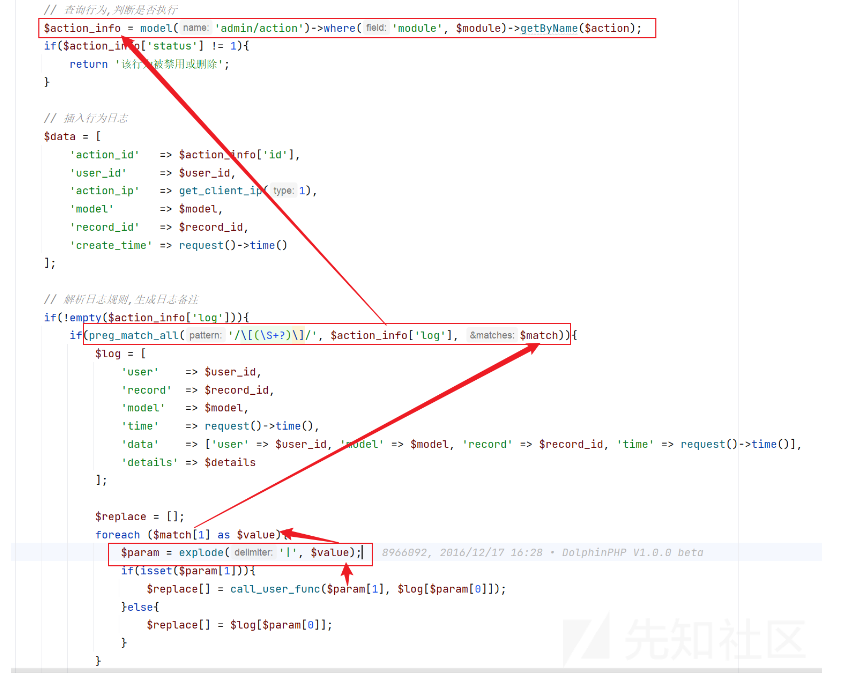 // 查询行为,判断是否执行
$action_info = model( name: 'admin/action')->where( field: 'module', $module)->getByName($action);
if($action_info['status'] != 1){
return '该行为被禁用或删除';
}
// 插入行为日志
$data = [
'action_id' => $action_info['id'],
'user_id' => $user_id,
'action_ip' => get_client_ip( type: 1),
'model' => $model,
'record_id' => $record_id,
'create_time' => request()->time()
];
// 解析日志规则,生成日志备注
if(!empty($action_info['log'])){
if(preg_match_all( pattern: '/\[(\S+?)\]/', $action_info['log'], &matches: $match)){
$log = [
'user' => $user_id,
'record' => $record_id,
'model' => $model,
'time' => request()->time(),
'data' => ['user' => $user_id, 'model' => $model, 'record' => $record_id, 'time' => request()->time()],
'details' => $details
];
$replace = [];
foreach ($match[1] as $value){
$param = explode( delimiter: '|', $value); 8966092, 2016/12/17 16:28 • DolphinPHP V1.0.0 beta
if(isset($param[1])){
$replace[] = call_user_func($param[1], $log[$param[0]]);
}else{
$replace[] = $log[$param[0]];
}
}
先知社区